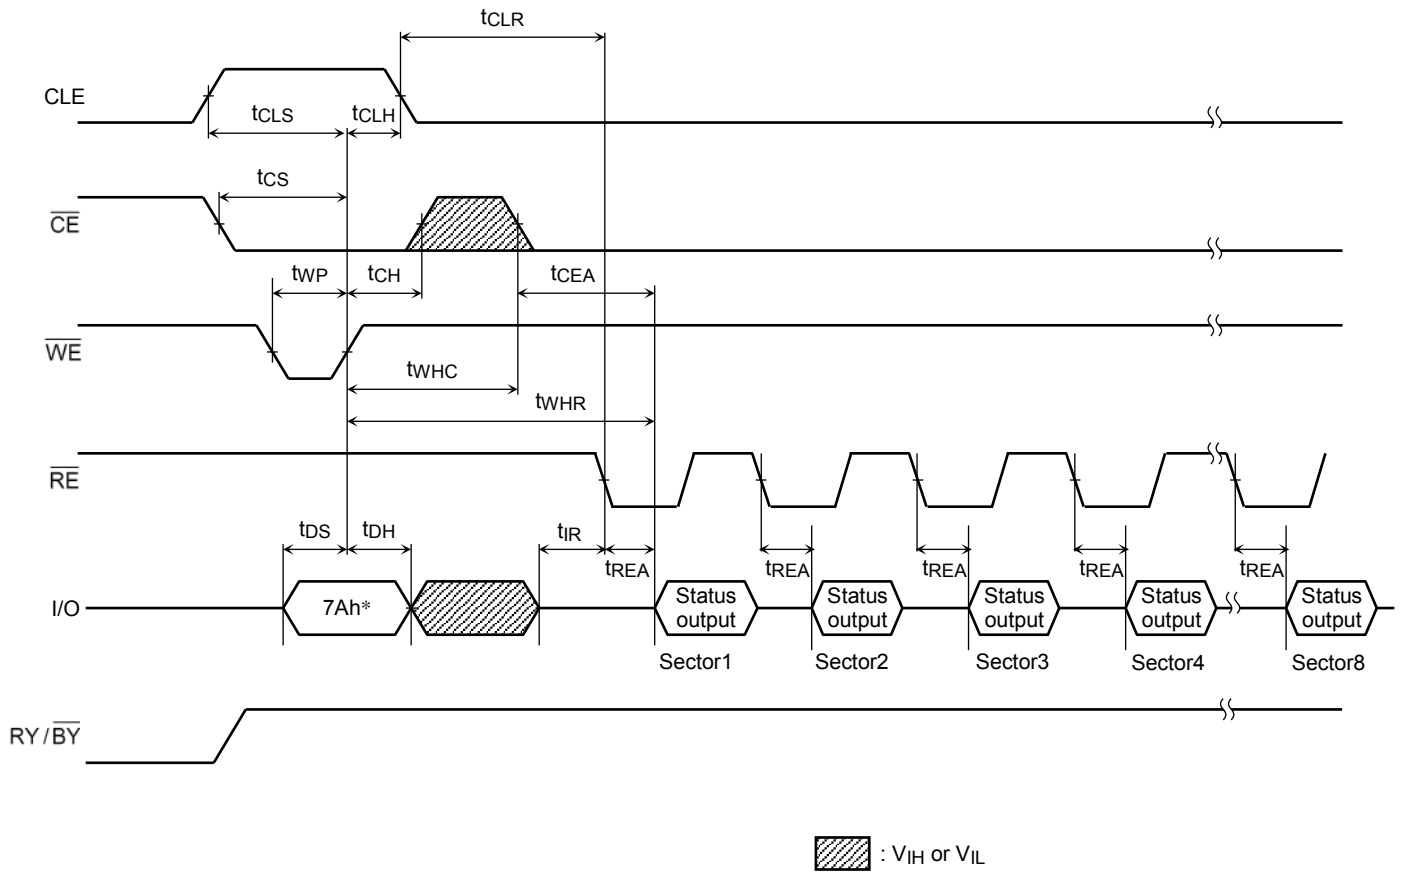 tCLR
CLE
tCLS
tCLH
tCS
CE
tWP
tCH
tCEA
WE
tWHC
tWHR
RE
tDS
tDH
tIR
tREA
tREA
tREA
tREA
tREA
I/O
7Ah*
Status output
Status output
Status output
Status output
Status output
Sector1
Sector2
Sector3
Sector4
Sector8
RY/BY
: VIH or VIL